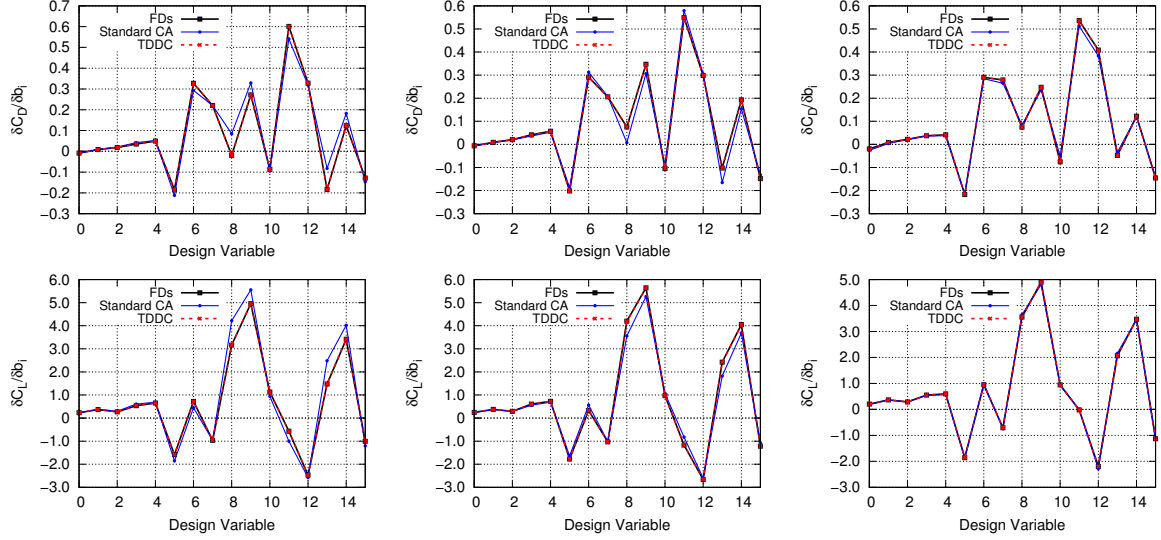 0.7
0.6
0.5
0.4
0.3
0.2
0.1
0
−0.1
−0.2
−0.3
δC_D/δb_i
FDs
Standard CA
TDDC
0 2 4 6 8 10 12 14
Design Variable
0.6
0.5
0.4
0.3
0.2
0.1
0
−0.1
−0.2
−0.3
δC_D/δb_i
FDs
Standard CA
TDDC
0 2 4 6 8 10 12 14
Design Variable
0.6
0.5
0.4
0.3
0.2
0.1
0
−0.1
−0.2
−0.3
δC_D/δb_i
FDs
Standard CA
TDDC
0 2 4 6 8 10 12 14
Design Variable
6.0
5.0
4.0
3.0
2.0
1.0
0
−1.0
−2.0
−3.0
δC_L/δb_i
FDs
Standard CA
TDDC
0 2 4 6 8 10 12 14
Design Variable
6.0
5.0
4.0
3.0
2.0
1.0
0
−1.0
−2.0
−3.0
δC_L/δb_i
FDs
Standard CA
TDDC
0 2 4 6 8 10 12 14
Design Variable
5.0
4.0
3.0
2.0
1.0
0
−1.0
−2.0
−3.0
δC_L/δb_i
FDs
Standard CA
TDDC
0 2 4 6 8 10 12 14
Design Variable